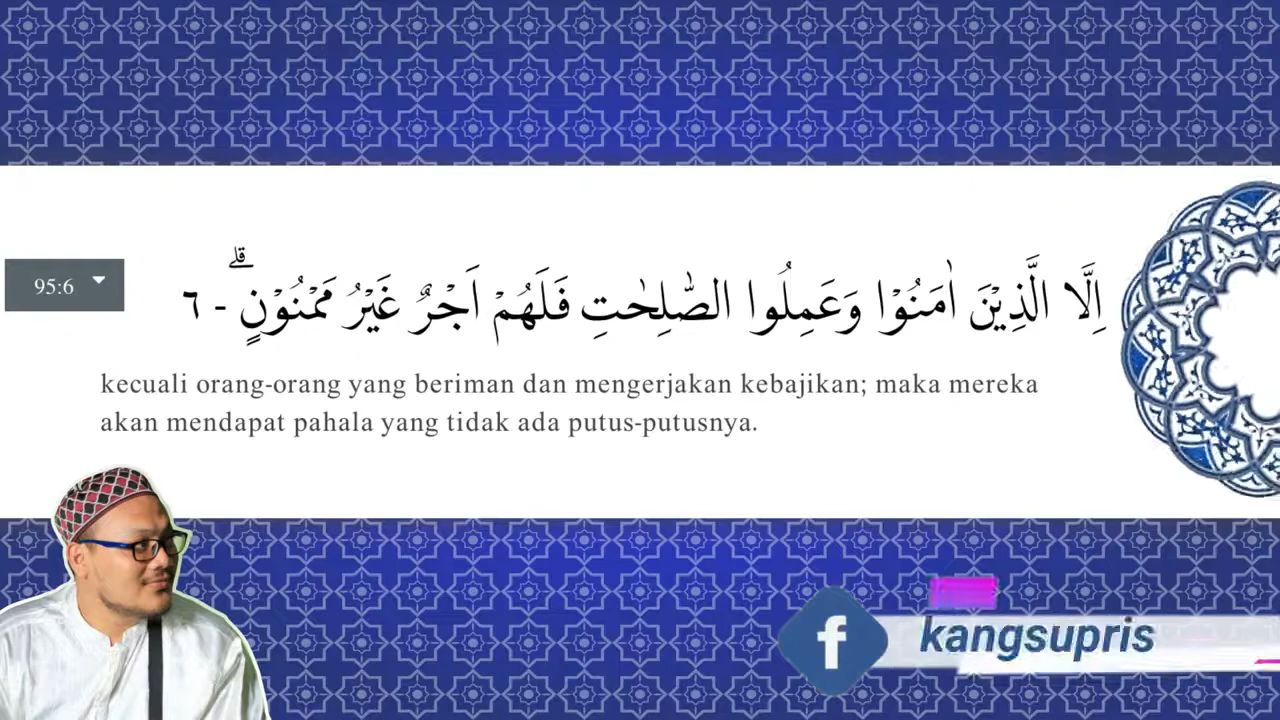 95:6
اِلَّا الَّذِيْنَ اٰمَنُوْا وَعَمِلُوا الصّٰلِحٰتِ فَلَهُمْ اَجْرٌ غَيْرُ مَمْنُوْنٍۗ - ٦
kecuali orang-orang yang beriman dan mengerjakan kebajikan; maka mereka
akan mendapat pahala yang tidak ada putus-putusnya.
f kangsupris